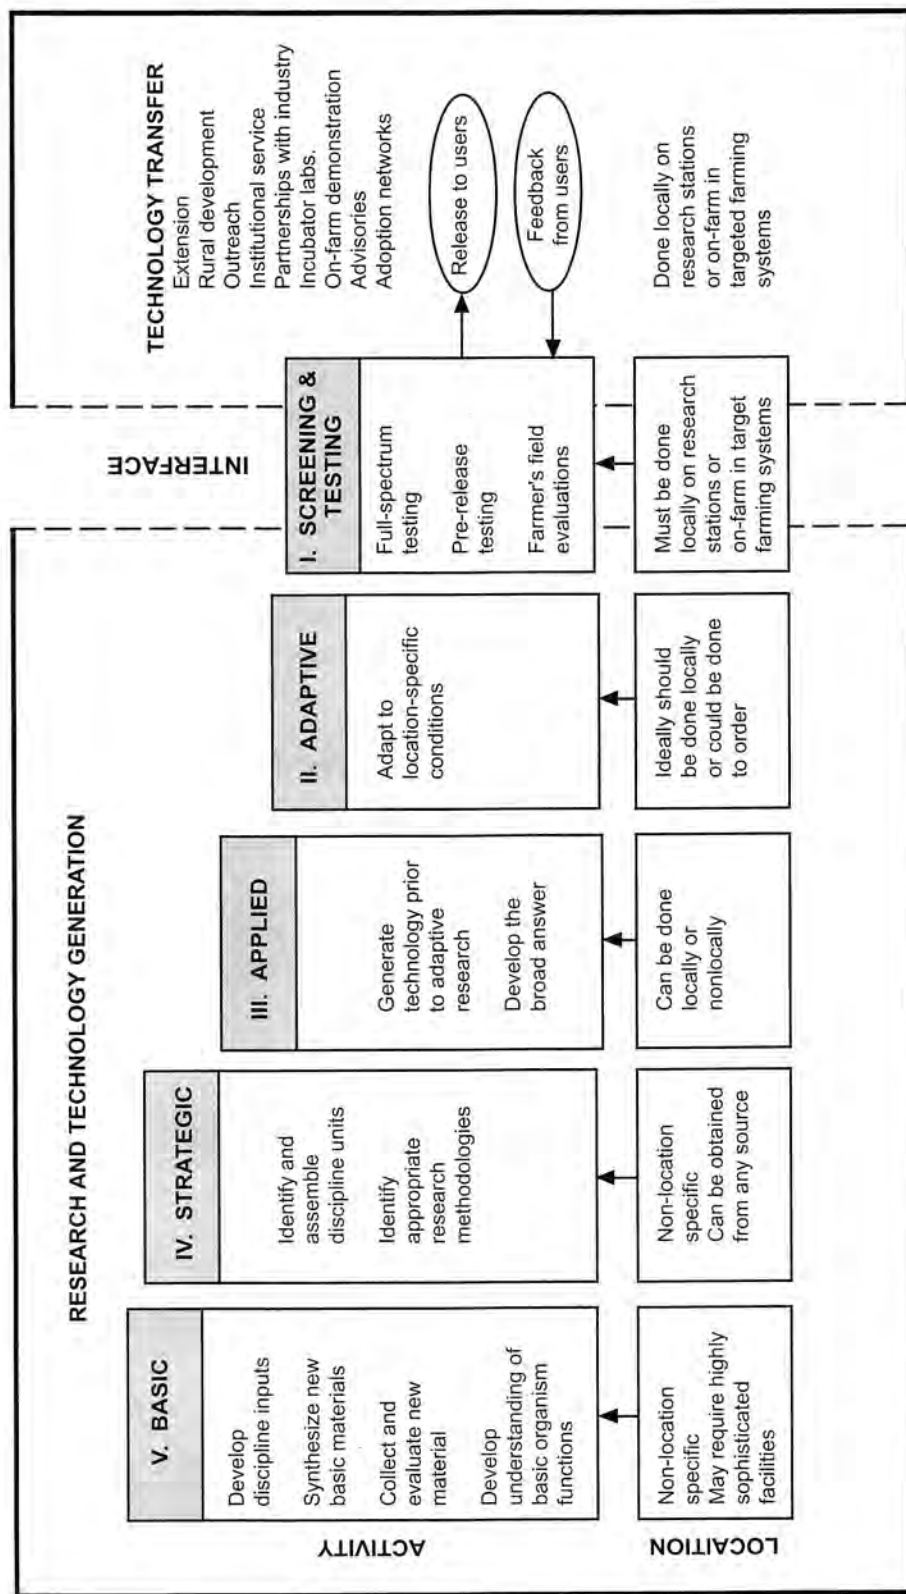 RESEARCH AND TECHNOLOGY GENERATION
INTERFACE
TECHNOLOGY TRANSFER
Extension
Rural development
Outreach
Institutional service
Partnerships with industry
Incubator labs.
On-farm demonstration
Advisories
Adoption networks
Release to users
Feedback
from users
Done locally on
research stations
or on-farm in
targeted farming
systems
ACTIVITY
V. BASIC
Develop
discipline inputs
Synthesize new
basic materials
Collect and
evaluate new
material
Develop
understanding of
basic organism
functions
IV. STRATEGIC
Identify and
assemble
discipline units
Identify
appropriate
research
methodologies
III. APPLIED
Generate
technology prior
to adaptive
research
Develop the
broad answer
II. ADAPTIVE
Adapt to
location-specific
conditions
I. SCREENING &
TESTING
Full-spectrum
testing
Pre-release
testing
Farmer's field
evaluations
LOCAITION
Non-location
specific
May require highly
sophisticated
facilities
Non-location
specific
Can be obtained
from any source
Can be done
locally or
nonlocally
Ideally should
be done locally
or could be done
to order
Must be done
locally on research
stations or
on-farm in target
farming systems